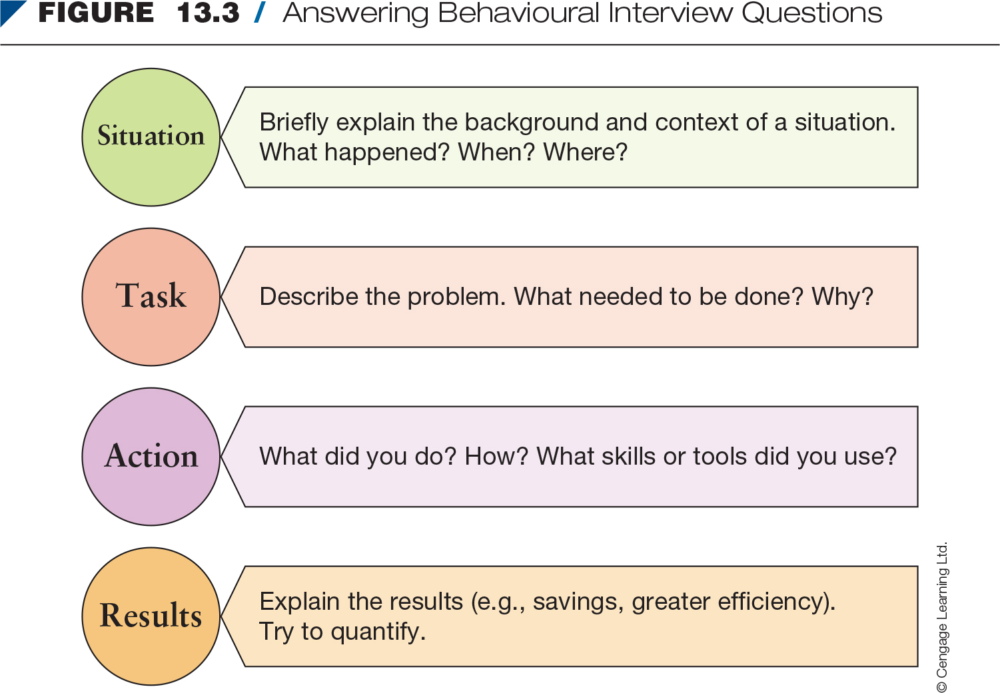 FIGURE 13.3 / Answering Behavioural Interview Questions
Situation
Briefly explain the background and context of a situation.
What happened? When? Where?
Task
Describe the problem. What needed to be done? Why?
Action
What did you do? How? What skills or tools did you use?
Results
Explain the results (e.g., savings, greater efficiency).
Try to quantify.
© Cengage Learning Ltd.